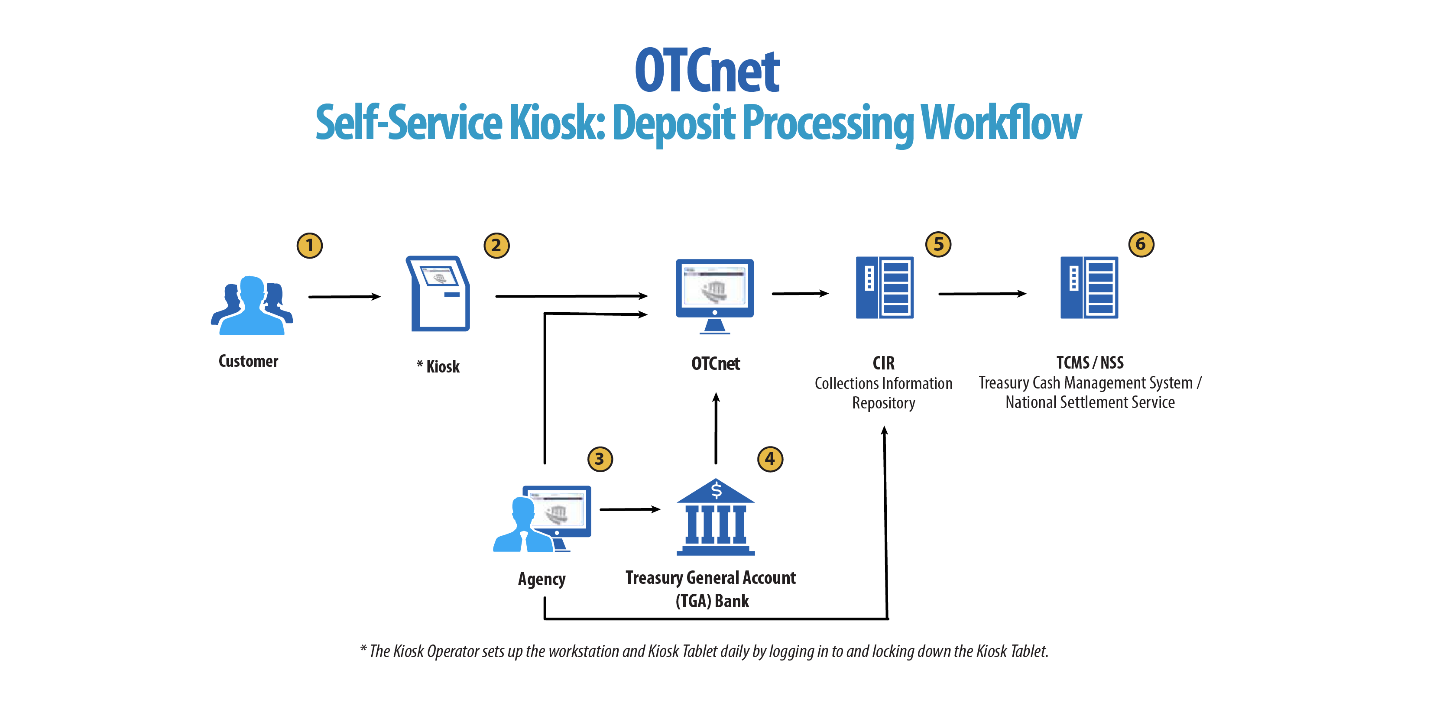 OTCnet
Self-Service Kiosk: Deposit Processing Workflow
1
2
5
6
Customer
* Kiosk
OTCnet
CIR
Collections Information
Repository
TCMS / NSS
Treasury Cash Management System /
National Settlement Service
3
4
$
Agency
Treasury General Account
(TGA) Bank
* The Kiosk Operator sets up the workstation and Kiosk Tablet daily by logging in to and locking down the Kiosk Tablet.